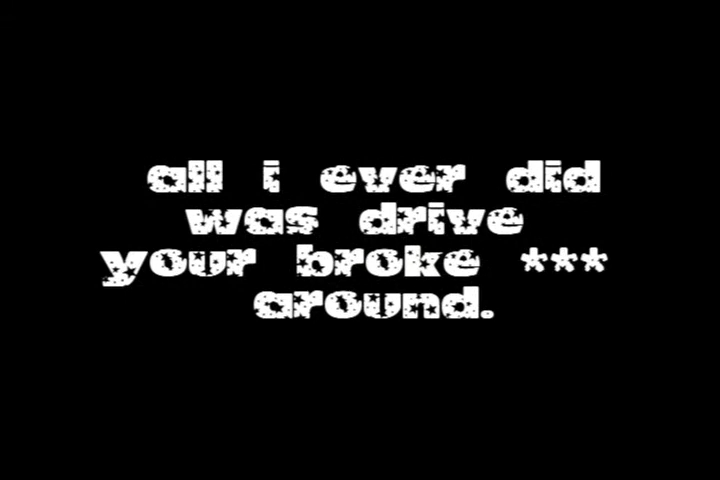 all i ever did
was drive
your broke ***
around.